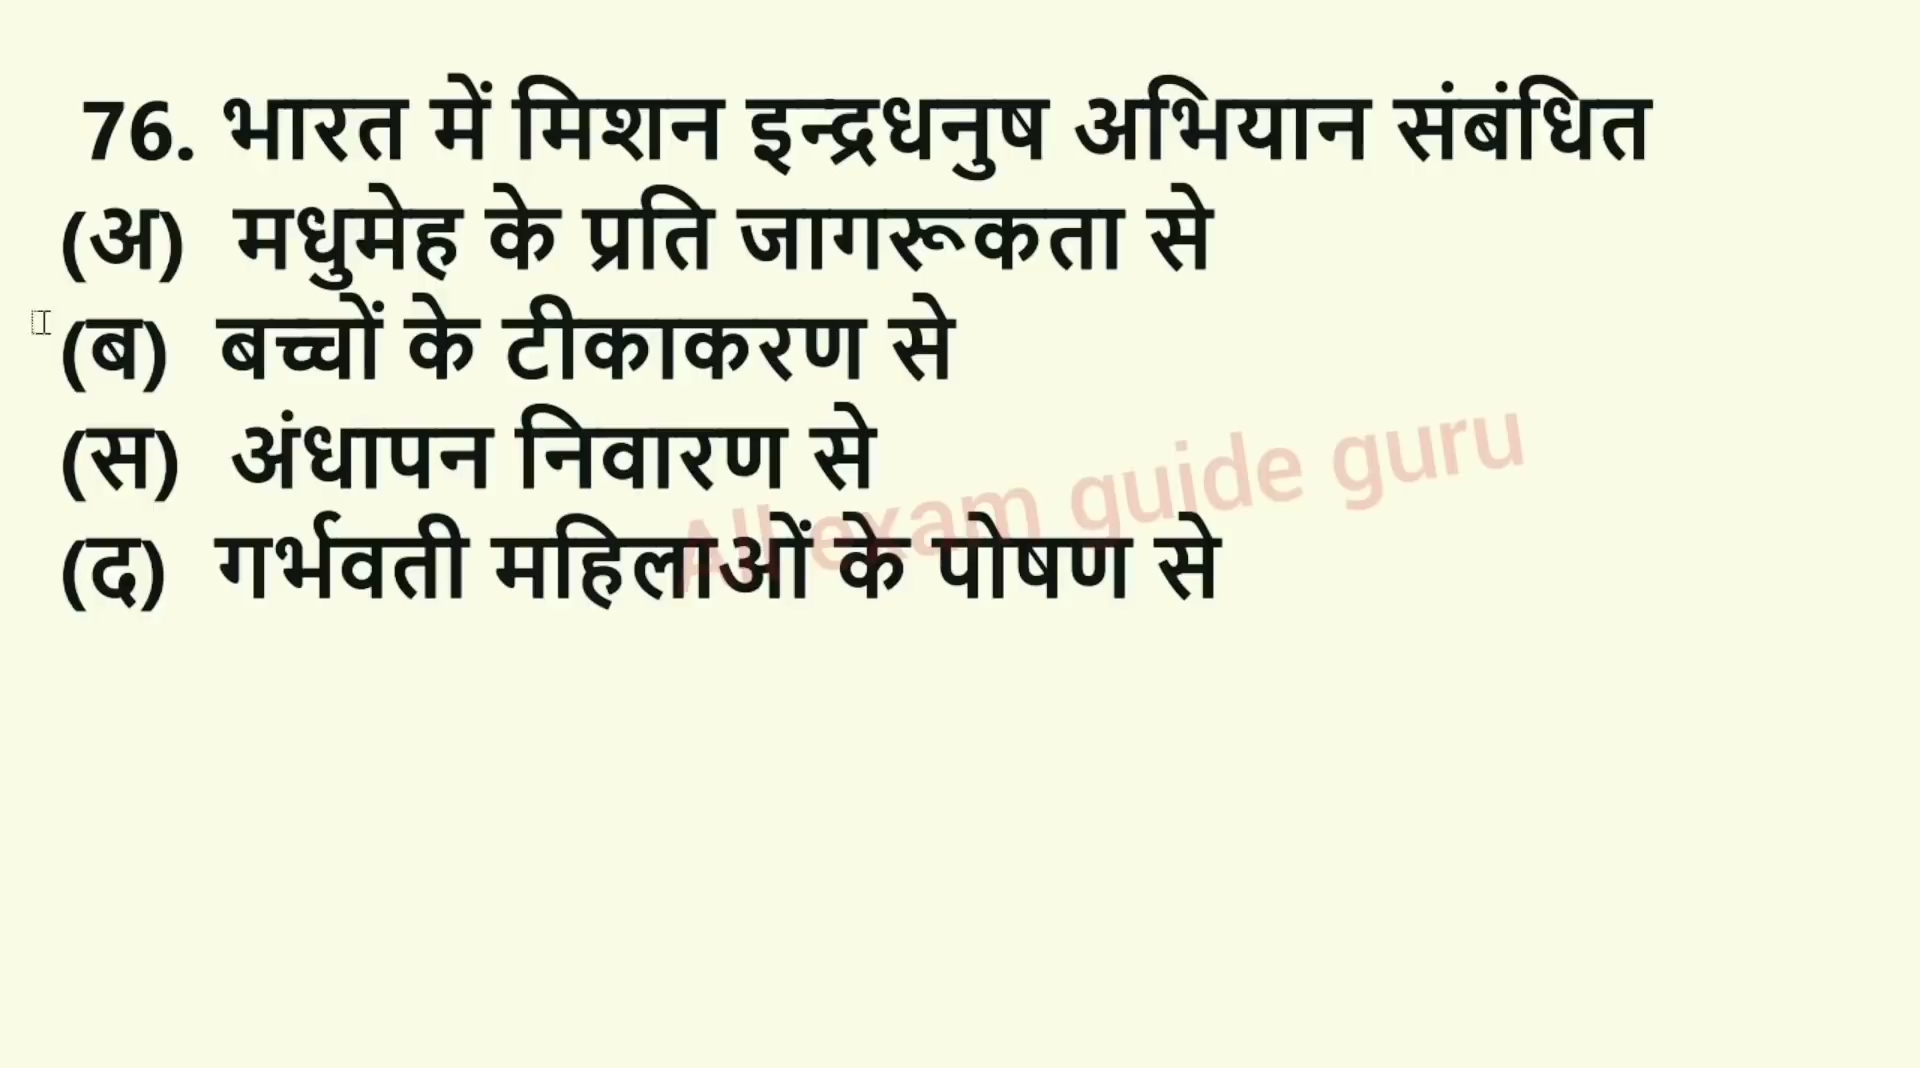 76. भारत में मिशन इन्द्रधनुष अभियान संबंधित
(अ) मधुमेह के प्रति जागरूकता से
(ब) बच्चों के टीकाकरण से
(स) अंधापन निवारण से
(द) गर्भवती महिलाओं के पोषण से
All exam guide guru